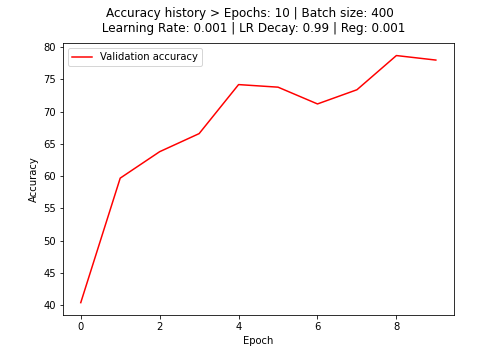 Accuracy history > Epochs: 10 | Batch size: 400
Learning Rate: 0.001 | LR Decay: 0.99 | Reg: 0.001
Validation accuracy
80
75
70
65
60
55
50
45
40
Accuracy
0 2 4 6 8
Epoch